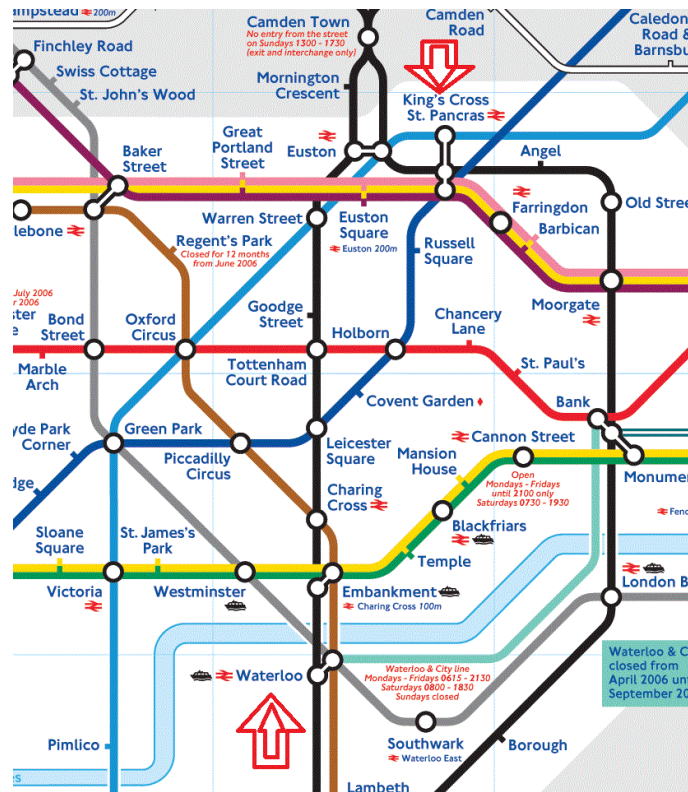 mpstead
200m
Finchley Road
Swiss Cottage
St. John's Wood
Camden Town
No entry from the street
on Sundays 1300 - 1730
(exit and interchange only)
Camden
Road
Caledon
Road &
Barnsbu
Mornington
Crescent
King's Cross
St. Pancras
Baker
Street
Great
Portland
Street
Euston
Angel
lebone
Warren Street
Euston
Square
Euston 200m
Farringdon
Barbican
Old Stree
Regent's Park
Closed for 12 months
from June 2006
Russell
Square
July 2006
r 2006
ster
e
Bond
Street
Oxford
Circus
Goodge
Street
Holborn
Chancery
Lane
Moorgate
Marble
Arch
Tottenham
Court Road
St. Paul's
Covent Garden
Bank
yde Park
Corner
Green Park
Piccadilly
Circus
Leicester
Square
Cannon Street
Mansion
House
Open
Mondays - Fridays
until 2100 only
Saturdays 0730 - 1930
Monumen
dge
Charing
Cross
Blackfriars
Fenc
Sloane
Square
St. James's
Park
Temple
Victoria
Westminster
Embankment
Charing Cross 100m
London B
Waterloo
Waterloo & City line
Mondays - Fridays 0615 - 2130
Saturdays 0800 - 1830
Sundays closed
Waterloo & C
closed from
April 2006 unt
September 20
Pimlico
Southwark
Waterloo East
Borough
es
Lambeth